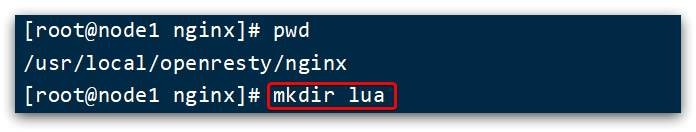 [root@node1 nginx]# pwd
/usr/local/openresty/nginx
[root@node1 nginx]# mkdir lua